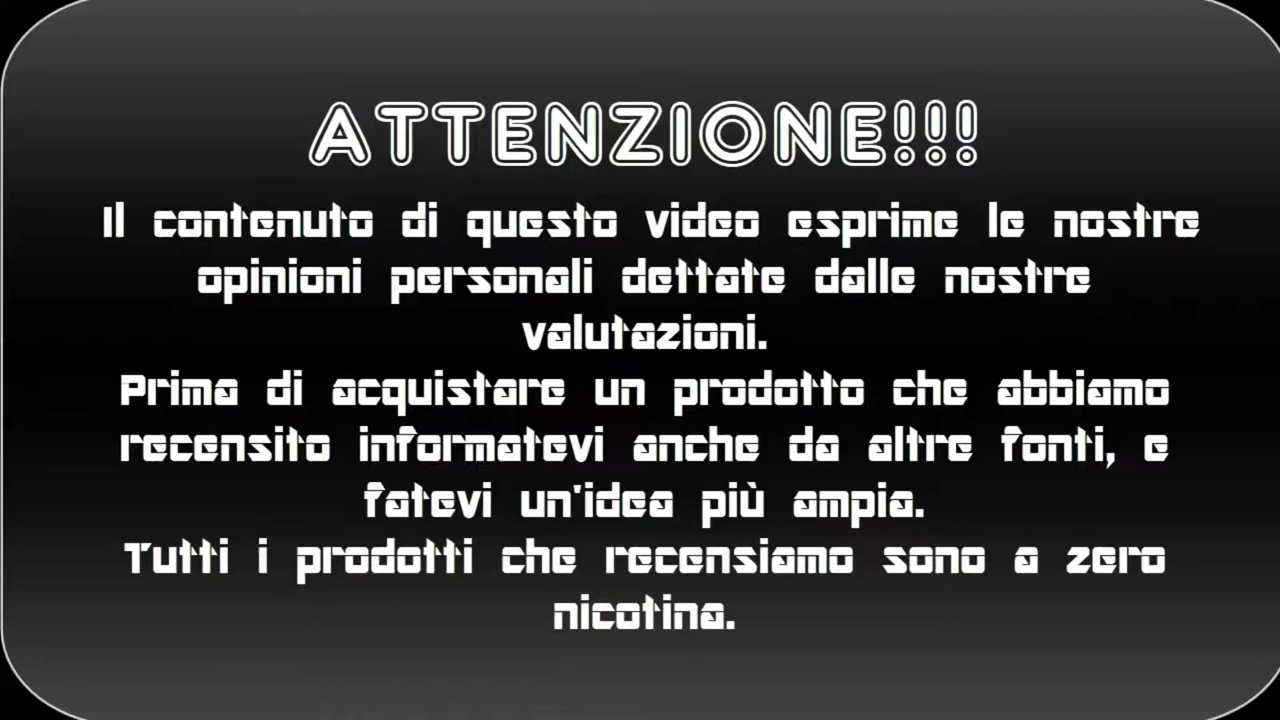 ATTENZIONE!!!
Il contenuto di questo video esprime le nostre
opinioni personali dettate dalle nostre
valutazioni.
Prima di acquistare un prodotto che abbiamo
recensito informatevi anche da altre fonti, e
fatevi un'idea più ampia.
Tutti i prodotti che recensiamo sono a zero
nicotina.